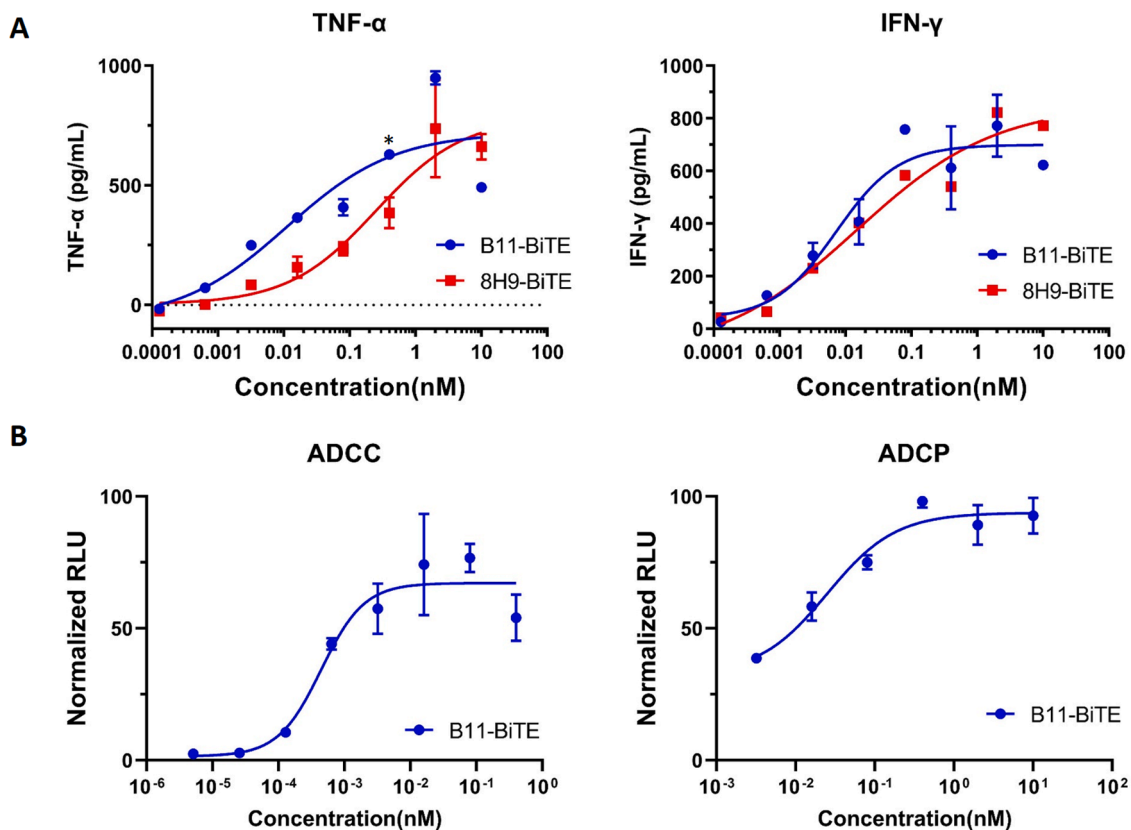 A
TNF-α
TNF-α (pg/mL)
1000
500
0
*
B11-BiTE
8H9-BiTE
0.0001 0.001 0.01 0.1 1 10 100
Concentration(nM)
IFN-γ
IFN-γ (pg/mL)
1000
800
600
400
200
0
B11-BiTE
8H9-BiTE
0.0001 0.001 0.01 0.1 1 10 100
Concentration(nM)
B
ADCC
Normalized RLU
100
50
0
B11-BiTE
10⁻⁶ 10⁻⁵ 10⁻⁴ 10⁻³ 10⁻² 10⁻¹ 10⁰
Concentration(nM)
ADCP
Normalized RLU
100
50
0
B11-BiTE
10⁻³ 10⁻² 10⁻¹ 10⁰ 10¹ 10²
Concentration(nM)